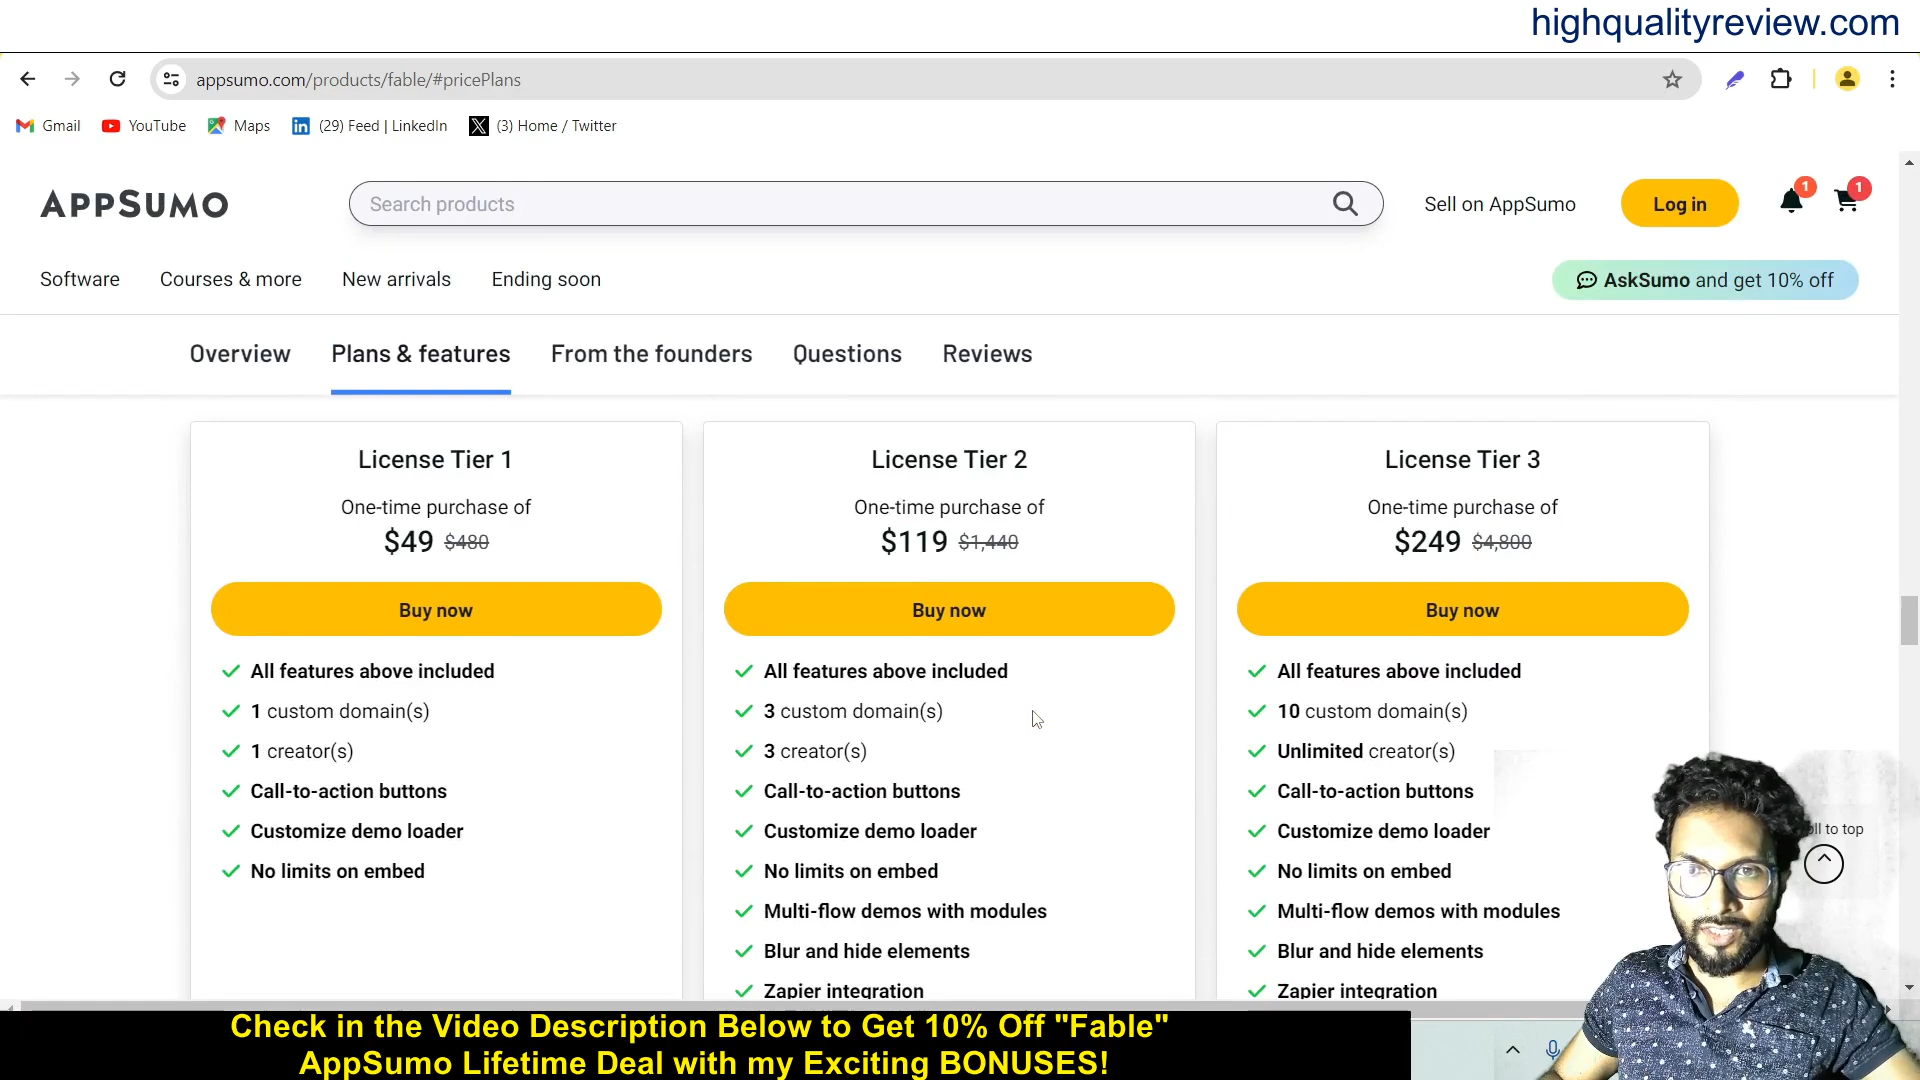 highqualityreview.com
appsumo.com/products/fable/#pricePlans
Gmail YouTube Maps (29) Feed | LinkedIn (3) Home / Twitter
APPSUMO Search products Sell on AppSumo Log in 1 1
Software Courses & more New arrivals Ending soon AskSumo and get 10% off
Overview Plans & features From the founders Questions Reviews
License Tier 1
One-time purchase of
$49 $480
Buy now
All features above included
1 custom domain(s)
1 creator(s)
Call-to-action buttons
Customize demo loader
No limits on embed
License Tier 2
One-time purchase of
$119 $1,440
Buy now
All features above included
3 custom domain(s)
3 creator(s)
Call-to-action buttons
Customize demo loader
No limits on embed
Multi-flow demos with modules
Blur and hide elements
Zapier integration
License Tier 3
One-time purchase of
$249 $4,800
Buy now
All features above included
10 custom domain(s)
Unlimited creator(s)
Call-to-action buttons
Customize demo loader
No limits on embed
Multi-flow demos with modules
Blur and hide elements
Zapier integration
to top
Check in the Video Description Below to Get 10% Off "Fable"
AppSumo Lifetime Deal with my Exciting BONUSES!